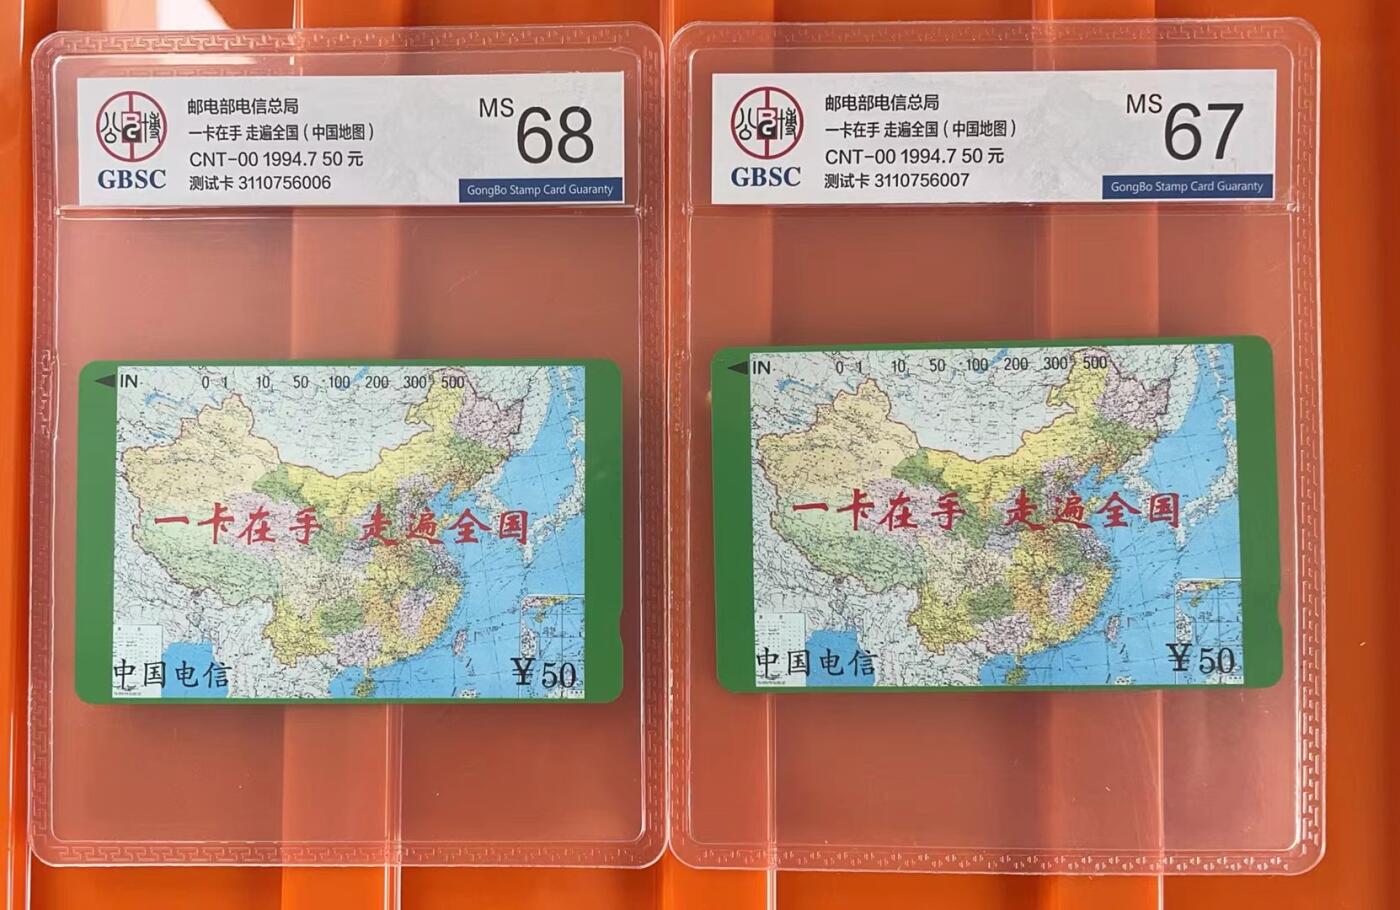 公博
GBSC
邮电部电信总局
一卡在手 走遍全国（中国地图）
CNT-00 1994.7 50 元
测试卡 3110756006
MS 68
GongBo Stamp Card Guaranty
IN
0 1 10 50 100 200 300 500
一卡在手 走遍全国
中国电信
¥50
公博
GBSC
邮电部电信总局
一卡在手 走遍全国（中国地图）
CNT-00 1994.7 50 元
测试卡 3110756007
MS 67
GongBo Stamp Card Guaranty
IN
0 1 10 50 100 200 300 500
一卡在手 走遍全国
中国电信
¥50